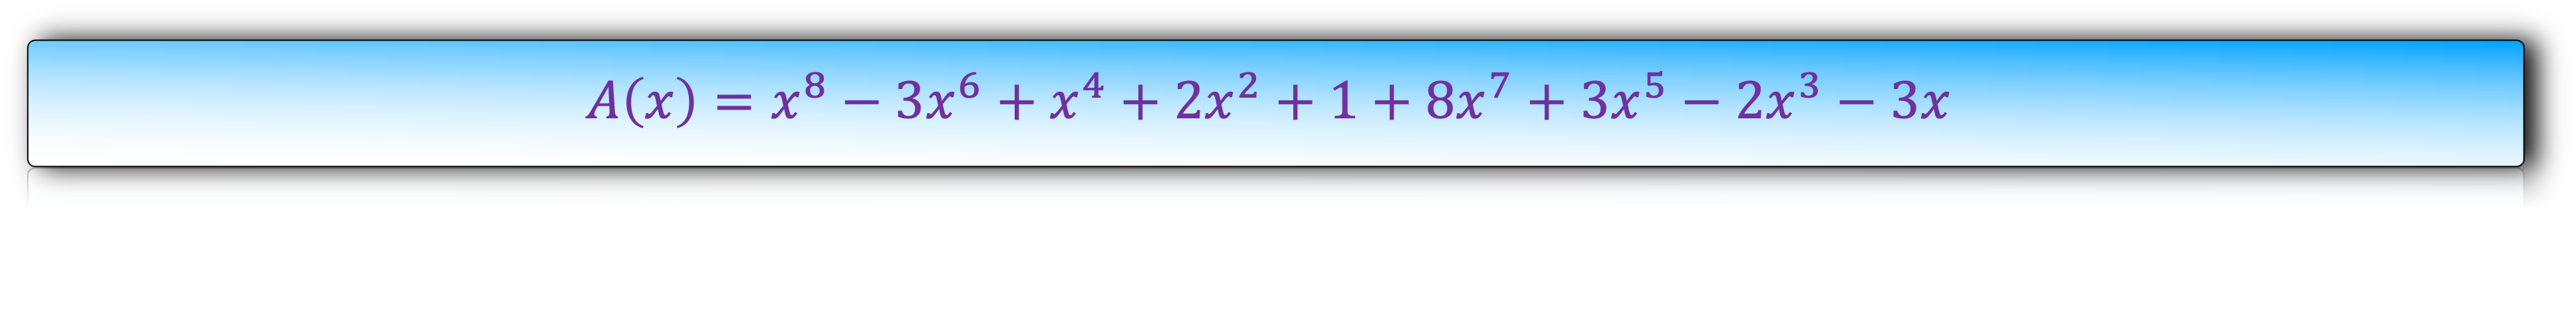 A(x) = x⁸ − 3x⁶ + x⁴ + 2x² + 1 + 8x⁷ + 3x⁵ − 2x³ − 3x